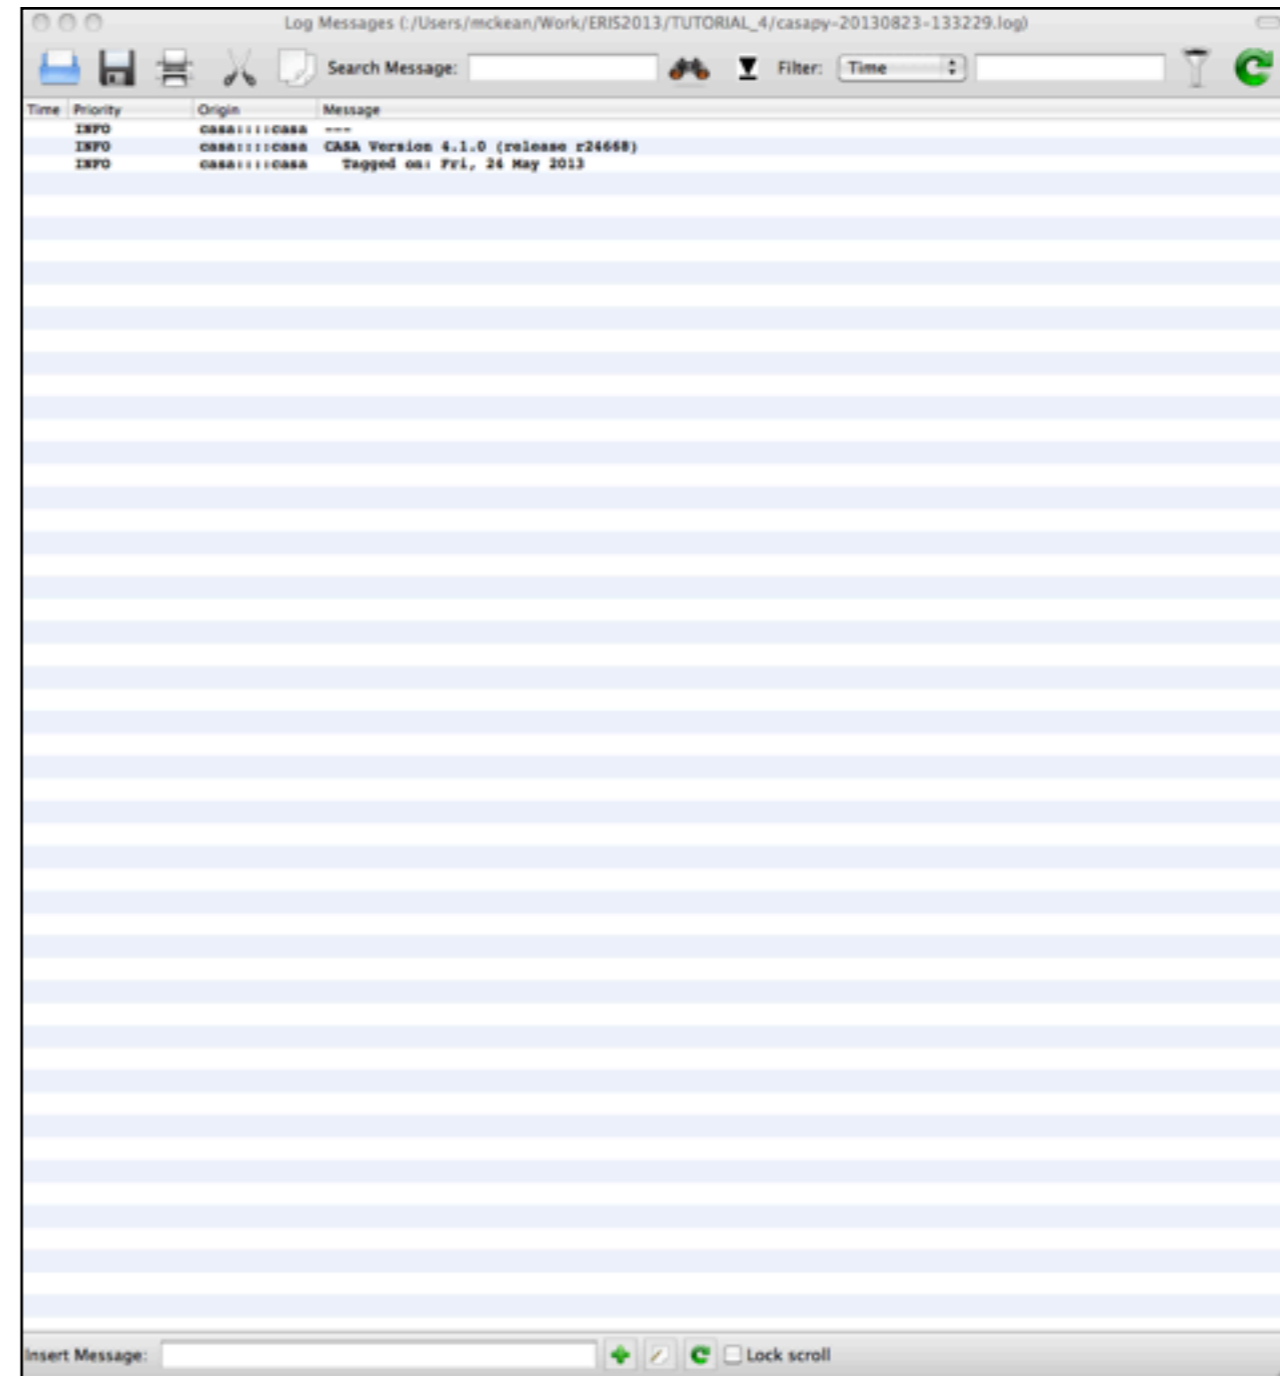 Log Messages (:/Users/mckean/Work/ERIS2013/TUTORIAL_4/casapy-20130823-133229.log)
Search Message: Filter: Time
Time Priority Origin Message
INFO casa::::casa ---
INFO casa::::casa CASA Version 4.1.0 (release r24668)
INFO casa::::casa Tagged on: Fri, 24 May 2013
Insert Message: Lock scroll